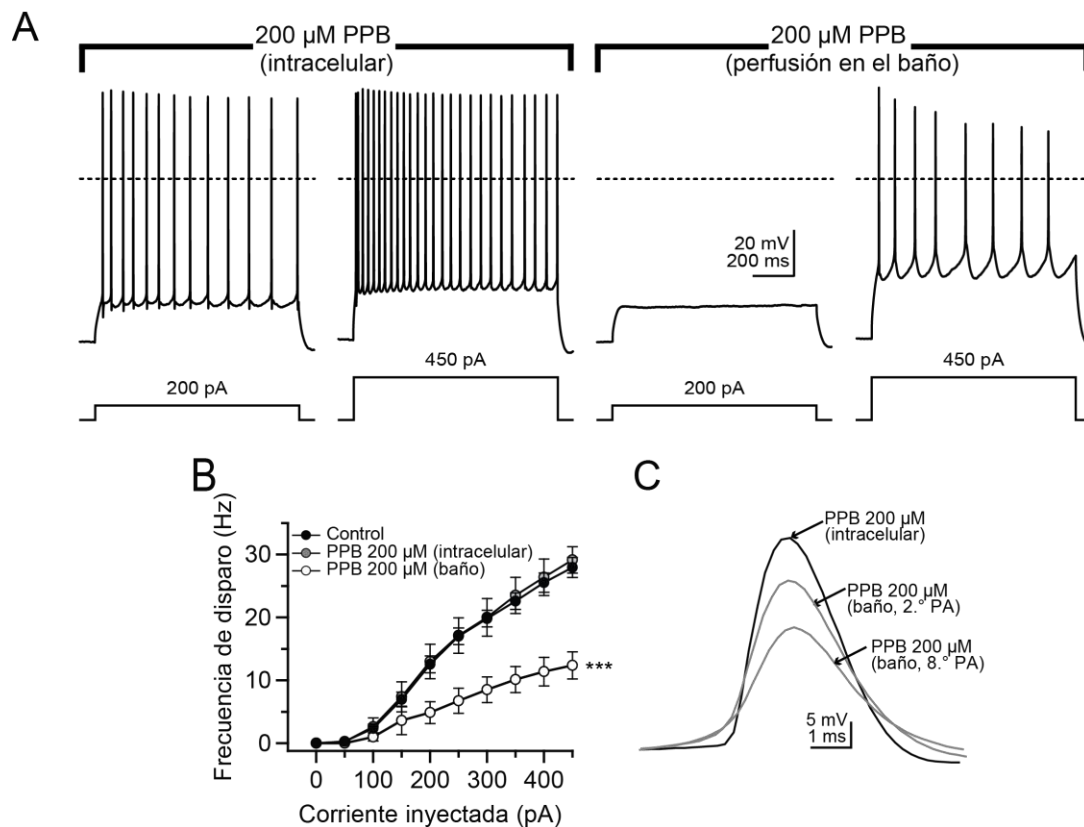 A
200 µM PPB
(intracelular)
200 µM PPB
(perfusión en el baño)
20 mV
200 ms
200 pA
450 pA
200 pA
450 pA
B
Frecuencia de disparo (Hz)
30
20
10
0
Control
PPB 200 µM (intracelular)
PPB 200 µM (baño)
***
0
100
200
300
400
Corriente inyectada (pA)
C
PPB 200 µM
(intracelular)
PPB 200 µM
(baño, 2.° PA)
PPB 200 µM
(baño, 8.° PA)
5 mV
1 ms